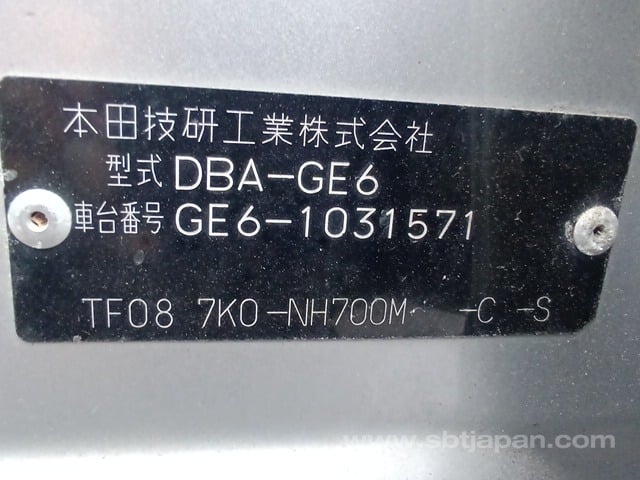 本田技研工業株式会社
型式 DBA-GE6
車台番号 GE6-1031571
TF08 7K0-NH700M -C -S
www.sbtjapan.com